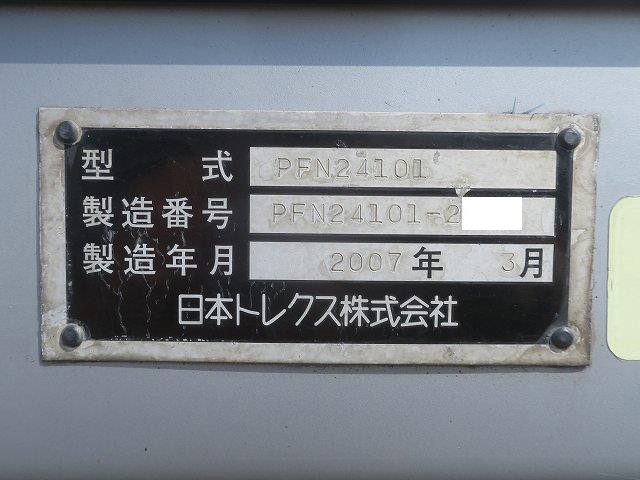 型式 PFN24101
製造番号 PFN24101-2
製造年月 2007年 3月
日本トレクス株式会社